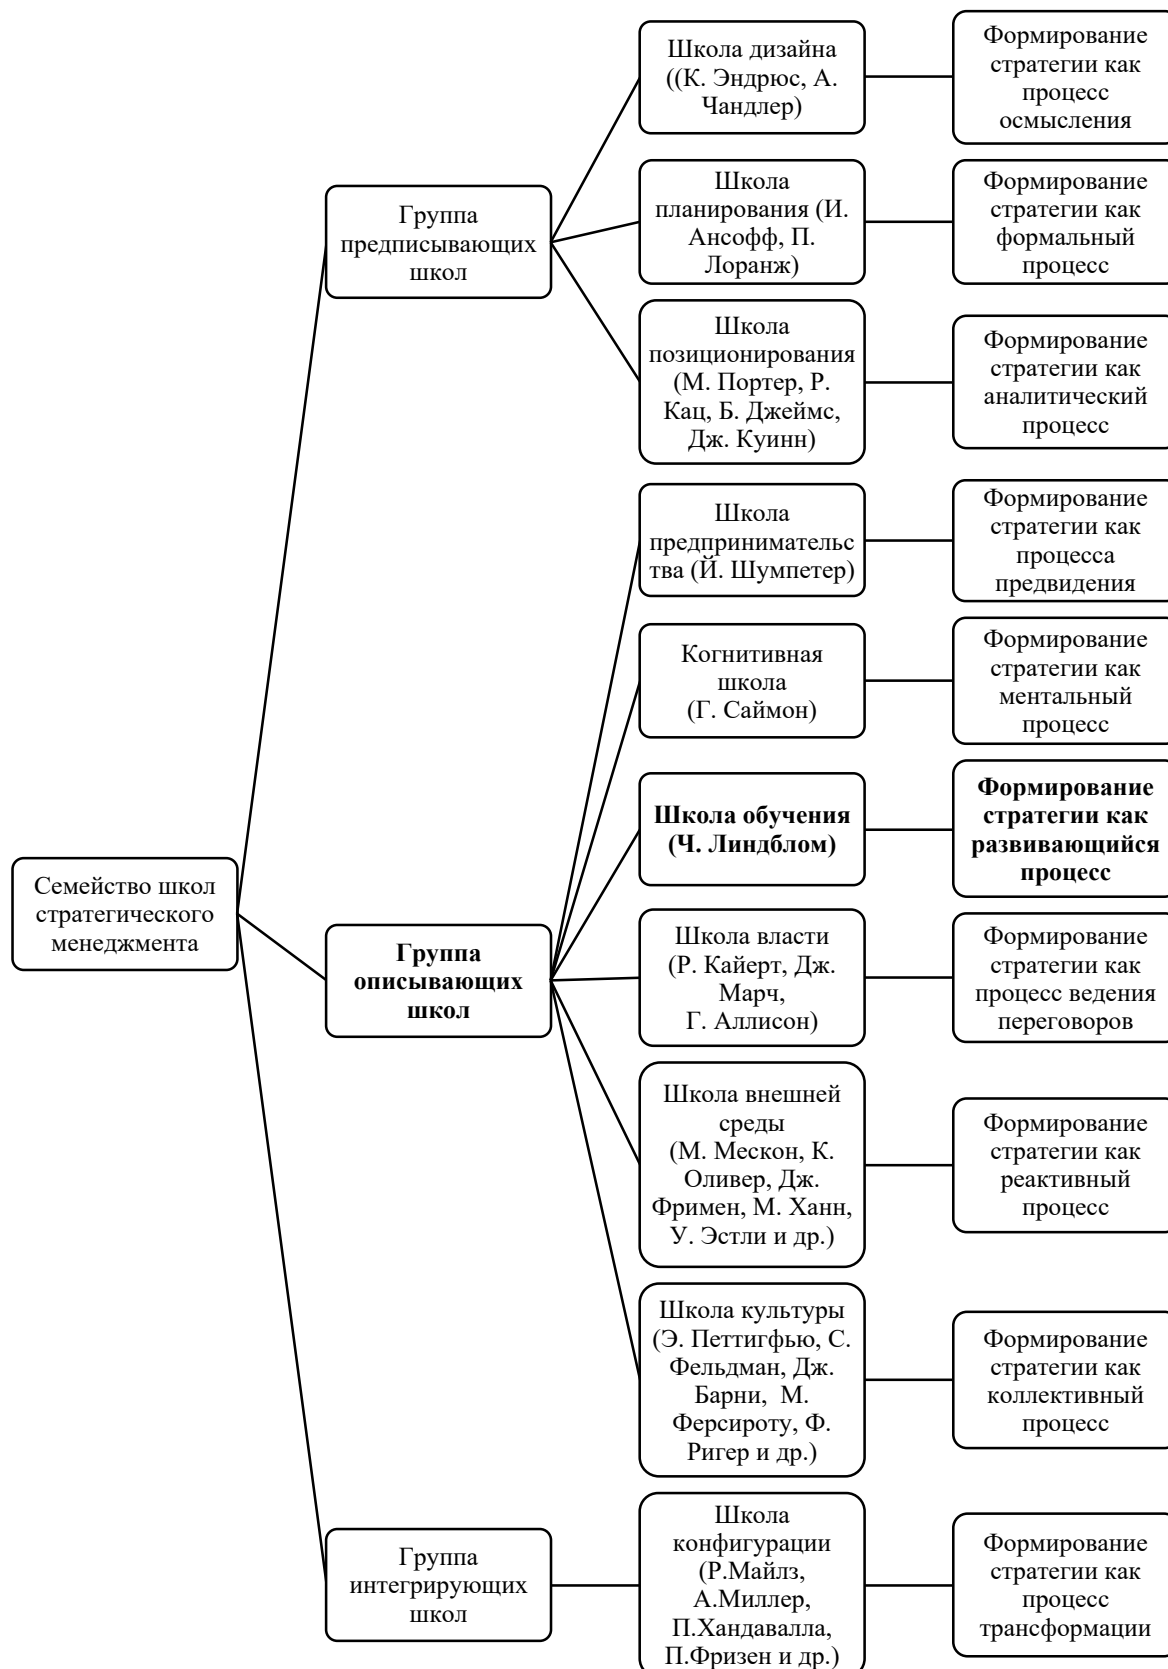 Школа дизайна
((К. Эндрюс, А.
Чандлер)
Формирование
стратегии как
процесс
осмысления
Группа
предписывающих
школ
Школа
планирования (И.
Ансофф, П.
Лоранж)
Формирование
стратегии как
формальный
процесс
Школа
позиционирования
(М. Портер, Р.
Кац, Б. Джеймс,
Дж. Куинн)
Формирование
стратегии как
аналитический
процесс
Школа
предпринимательс
тва (Й. Шумпетер)
Формирование
стратегии как
процесса
предвидения
Когнитивная
школа
(Г. Саймон)
Формирование
стратегии как
ментальный
процесс
Школа обучения
(Ч. Линдблом)
Формирование
стратегии как
развивающийся
процесс
Семейство школ
стратегического
менеджмента
Группа
описывающих
школ
Школа власти
(Р. Кайерт, Дж.
Марч,
Г. Аллисон)
Формирование
стратегии как
процесс ведения
переговоров
Школа внешней
среды
(М. Мескон, К.
Оливер, Дж.
Фримен, М. Ханн,
У. Эстли и др.)
Формирование
стратегии как
реактивный
процесс
Школа культуры
(Э. Петтигфью, С.
Фельдман, Дж.
Барни,  М.
Ферсироту, Ф.
Ригер и др.)
Формирование
стратегии как
коллективный
процесс
Группа
интегрирующих
школ
Школа
конфигурации
(Р.Майлз,
А.Миллер,
П.Хандавалла,
П.Фризен и др.)
Формирование
стратегии как
процесс
трансформации